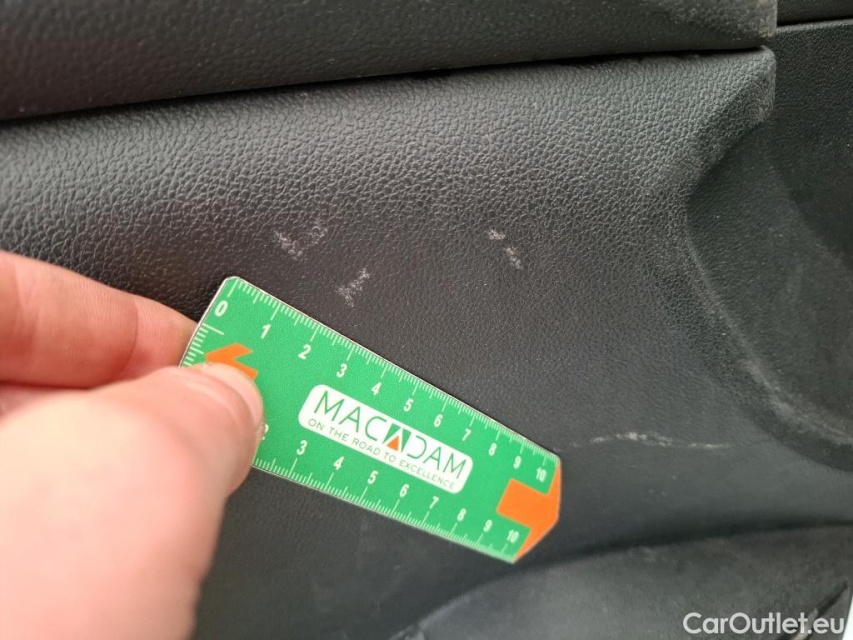 0 1 2 3 4 5 6 7 8 9 10
MACADAM
ON THE ROAD TO EXCELLENCE
3 4 5 6 7 8 9 10
CarOutlet.eu